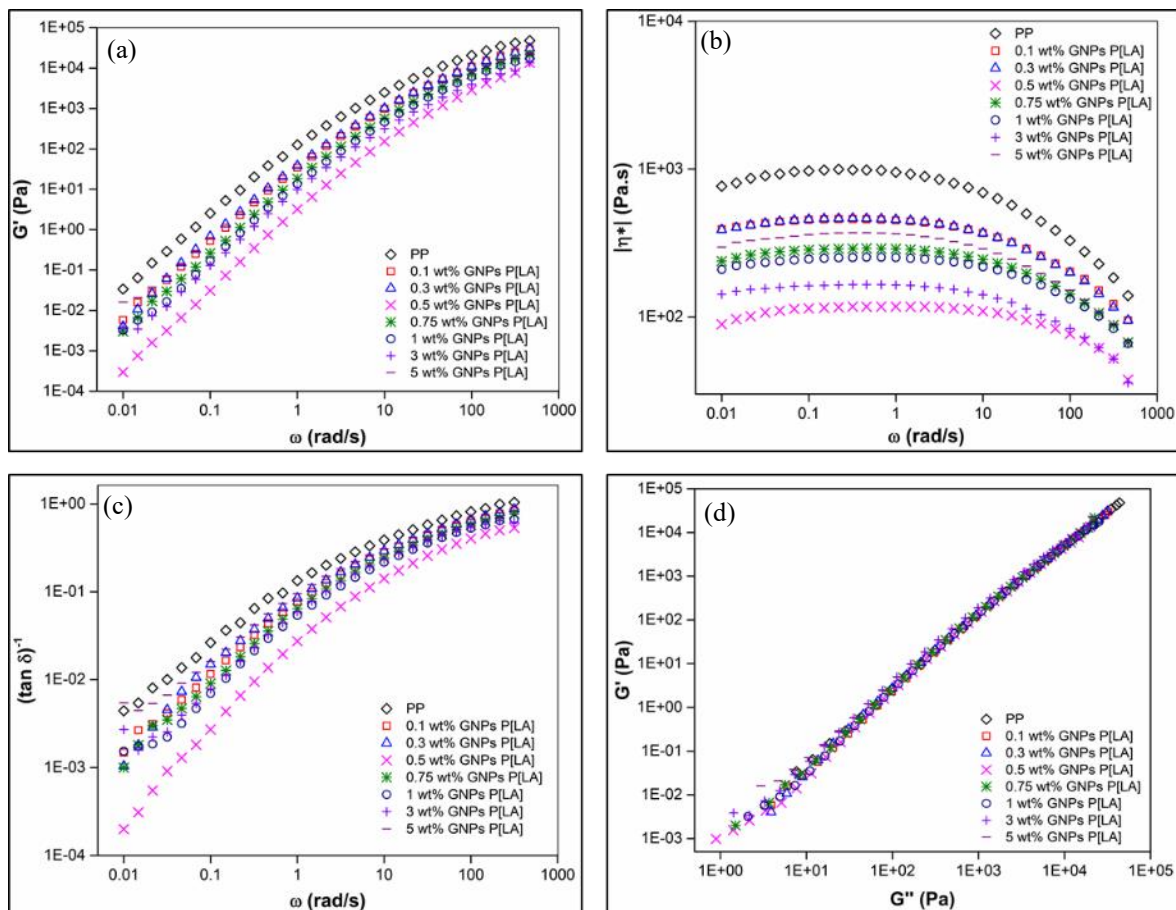 (a)
1E+05
1E+04
1E+03
1E+02
1E+01
1E+00
1E-01
1E-02
1E-03
1E-04
G' (Pa)
PP
0.1 wt% GNPs P[LA]
0.3 wt% GNPs P[LA]
0.5 wt% GNPs P[LA]
0.75 wt% GNPs P[LA]
1 wt% GNPs P[LA]
3 wt% GNPs P[LA]
5 wt% GNPs P[LA]
0.01 0.1 1 10 100 1000
ω (rad/s)
(b)
1E+04
1E+03
1E+02
|η*| (Pa.s)
PP
0.1 wt% GNPs P[LA]
0.3 wt% GNPs P[LA]
0.5 wt% GNPs P[LA]
0.75 wt% GNPs P[LA]
1 wt% GNPs P[LA]
3 wt% GNPs P[LA]
5 wt% GNPs P[LA]
0.01 0.1 1 10 100 1000
ω (rad/s)
(c)
1E+00
1E-01
1E-02
1E-03
1E-04
(tan δ)⁻¹
PP
0.1 wt% GNPs P[LA]
0.3 wt% GNPs P[LA]
0.5 wt% GNPs P[LA]
0.75 wt% GNPs P[LA]
1 wt% GNPs P[LA]
3 wt% GNPs P[LA]
5 wt% GNPs P[LA]
0.01 0.1 1 10 100 1000
ω (rad/s)
(d)
1E+05
1E+04
1E+03
1E+02
1E+01
1E+00
1E-01
1E-02
1E-03
G' (Pa)
PP
0.1 wt% GNPs P[LA]
0.3 wt% GNPs P[LA]
0.5 wt% GNPs P[LA]
0.75 wt% GNPs P[LA]
1 wt% GNPs P[LA]
3 wt% GNPs P[LA]
5 wt% GNPs P[LA]
1E+00 1E+01 1E+02 1E+03 1E+04 1E+05
G'' (Pa)